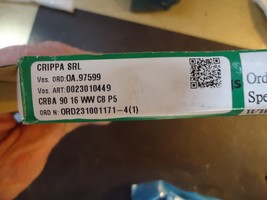 CRIPPA SRL
Vos. ORD:OA.97599
Vos. ART:0023010449
CRBA 90 16 WW C8 P5
ORD N: ORD231001171-4(1)
Ord
Spe